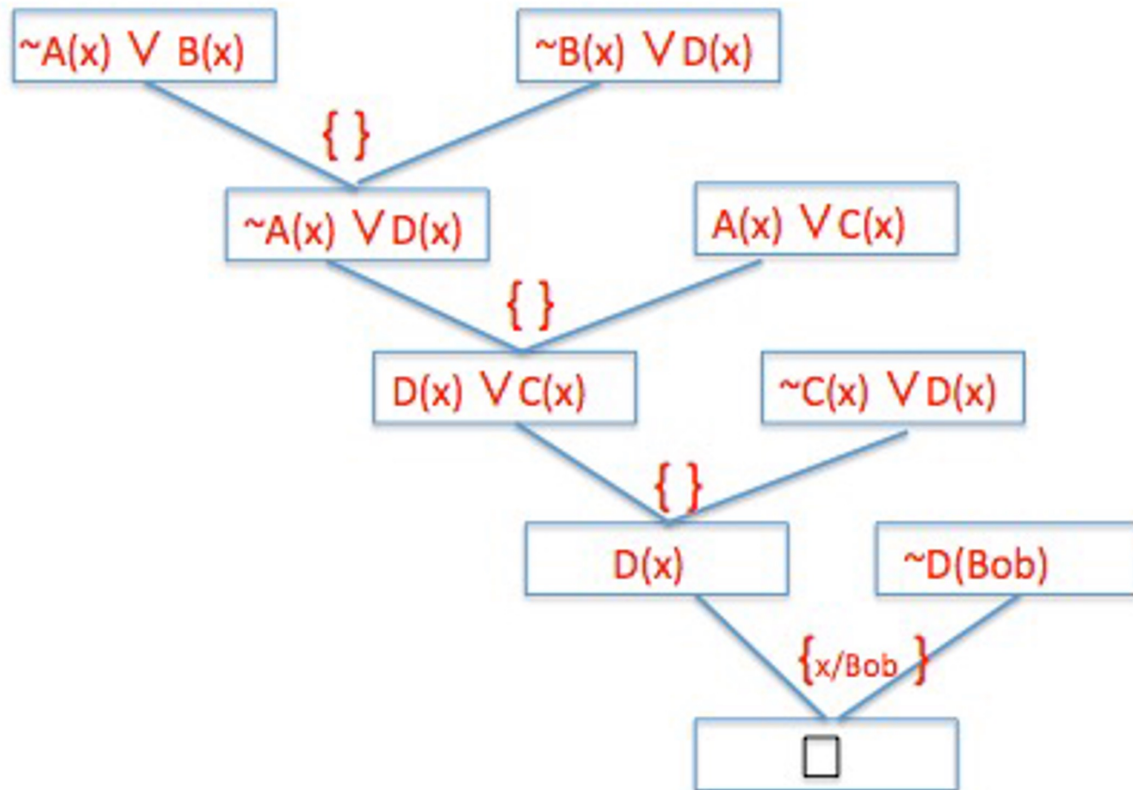 ~A(x) ∨ B(x)
~B(x) ∨ D(x)
{ }
~A(x) ∨ D(x)
A(x) ∨ C(x)
{ }
D(x) ∨ C(x)
~C(x) ∨ D(x)
{ }
D(x)
~D(Bob)
{x/Bob }
□